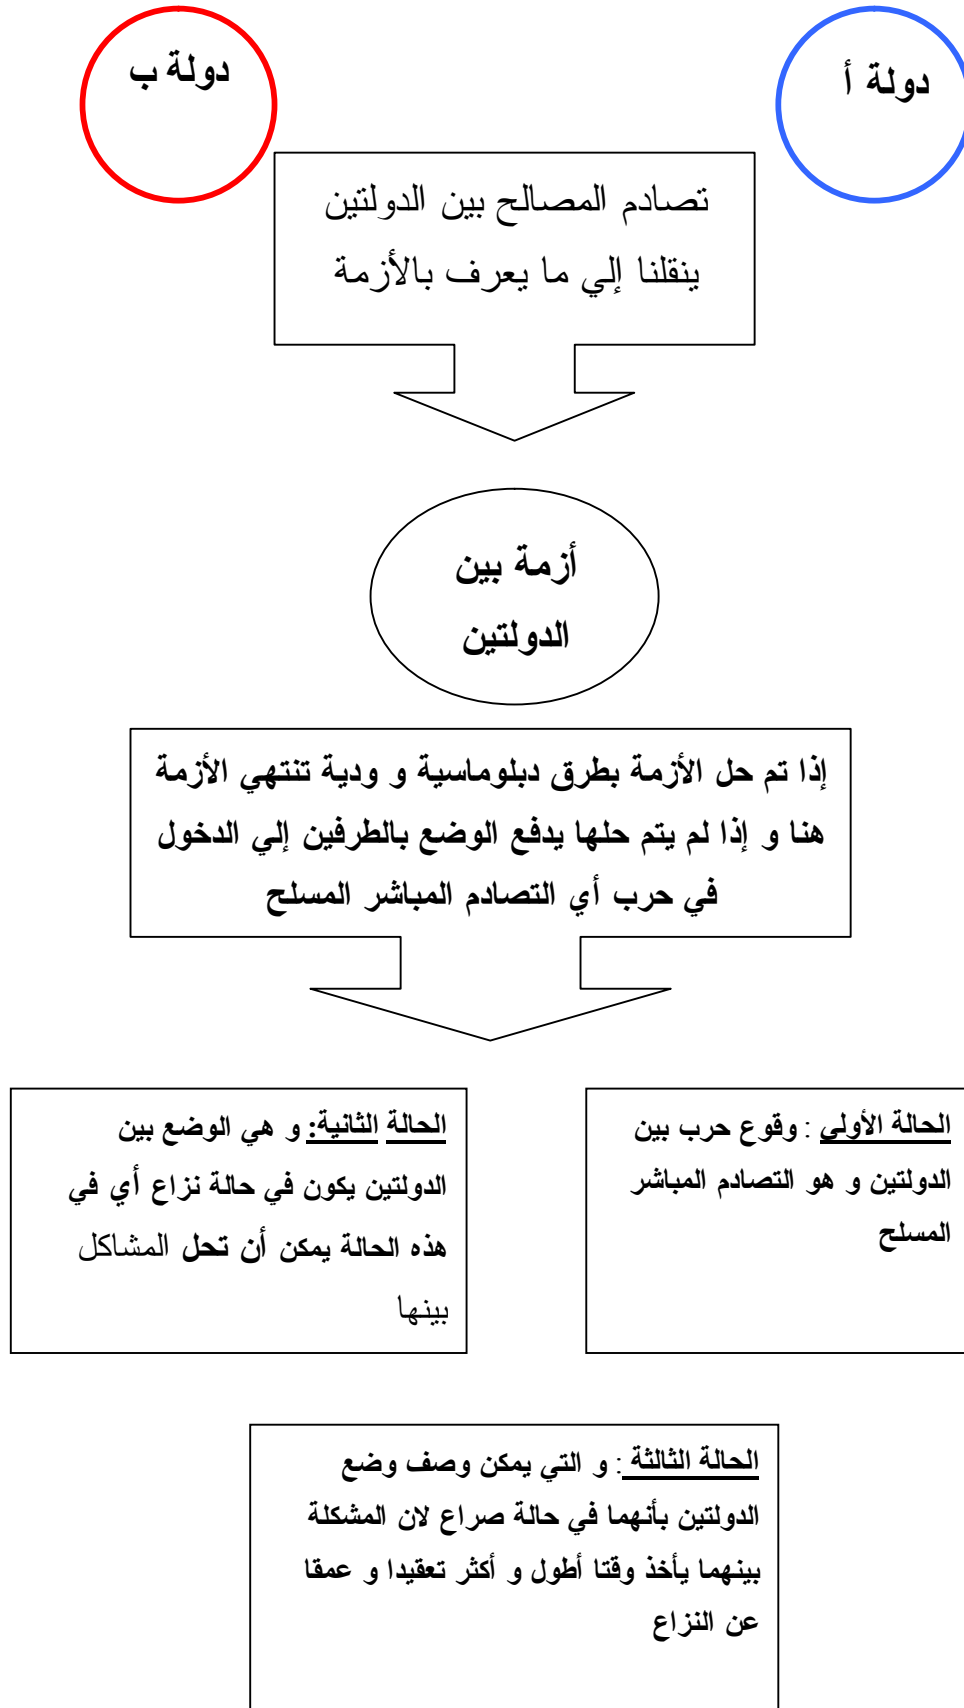 دولة أ
دولة ب
تصادم المصالح بين الدولتين
ينقلنا إلي ما يعرف بالأزمة
أزمة بين
الدولتين
إذا تم حل الأزمة بطرق دبلوماسية و ودية تنتهي الأزمة
هنا و إذا لم يتم حلها يدفع الوضع بالطرفين إلي الدخول
في حرب أي التصادم المباشر المسلح
الحالة الأولي : وقوع حرب بين
الدولتين و هو التصادم المباشر
المسلح
الحالة الثانية: و هي الوضع بين
الدولتين يكون في حالة نزاع أي في
هذه الحالة يمكن أن تحل المشاكل
بينها
الحالة الثالثة : و التي يمكن وصف وضع
الدولتين بأنهما في حالة صراع لان المشكلة
بينهما يأخذ وقتا أطول و أكثر تعقيدا و عمقا
عن النزاع